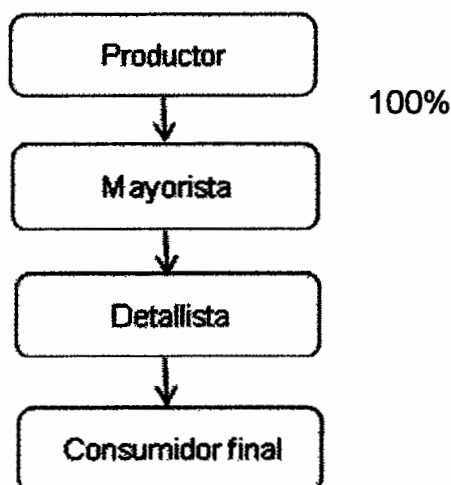 Productor
100%
Mayorista
Detallista
Consumidor final